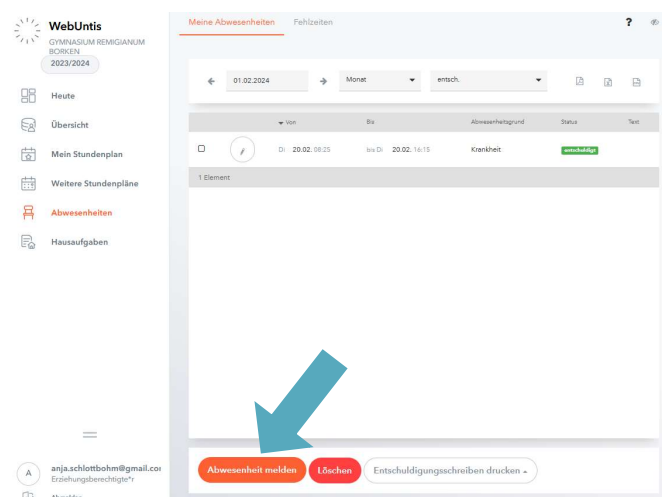 WebUntis
GYMNASIUM REMIGIANUM
BORKEN
2023/2024
Heute
Übersicht
Mein Stundenplan
Weitere Stundenpläne
Abwesenheiten
Hausaufgaben
A
anja.schlottbohm@gmail.com
Erziehungsberechtigte*r
Meine Abwesenheiten Fehlzeiten ?
01.02.2024 Monat entsch.
Von Bis Abwesenheitsgrund Status Text
Di 20.02. 08:25 bis Di 20.02. 16:15 Krankheit entschuldigt
1 Element
Abwesenheit melden Löschen Entschuldigungsschreiben drucken